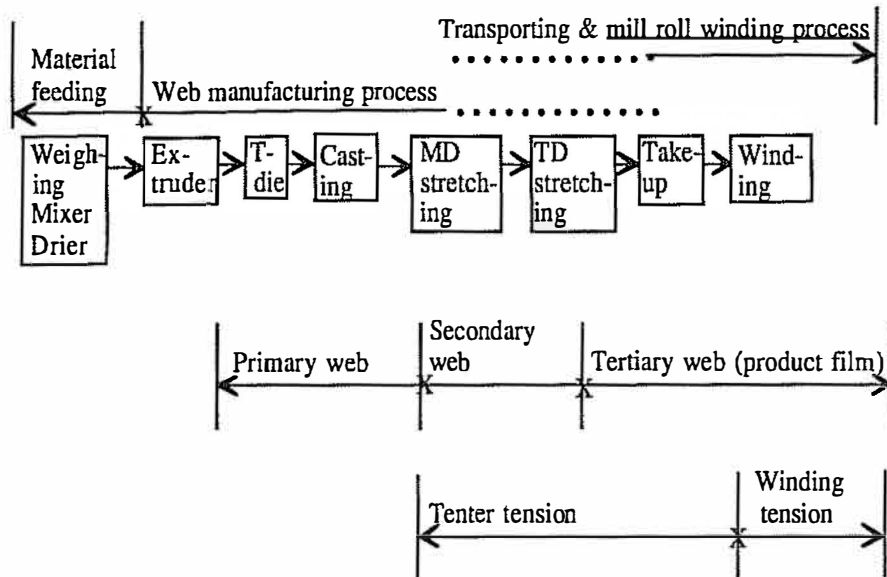 Transporting & mill roll winding process
Material
feeding
Web manufacturing process
Weigh-
ing
Mixer
Drier
Ex-
truder
T-
die
Cast-
ing
MD
stretch-
ing
TD
stretch-
ing
Take-
up
Wind-
ing
Primary web
Secondary
web
Tertiary web (product film)
Tenter tension
Winding
tension